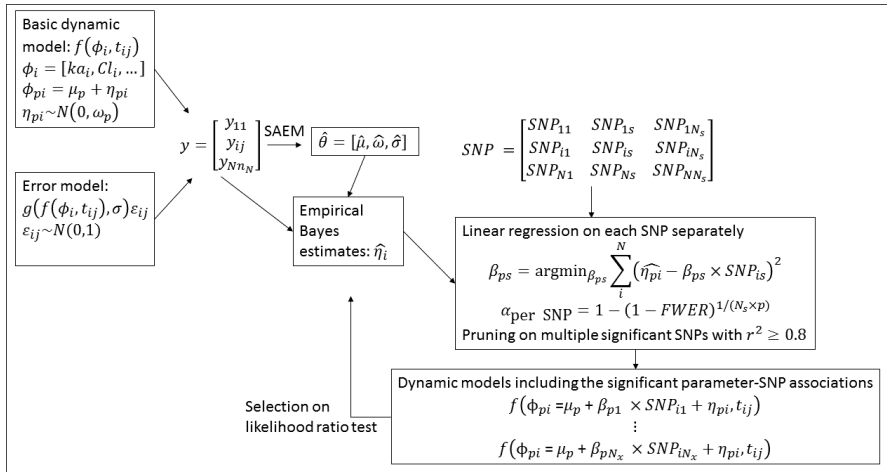 Basic dynamic
model: f(ϕ_i, t_ij)
ϕ_i = [ka_i, Cl_i, …]
ϕ_pi = μ_p + η_pi
η_pi~N(0, ω_p)
Error model:
g(f(ϕ_i, t_ij), σ)ε_ij
ε_ij~N(0,1)
y = [y_11
y_ij
y_Nn_N]
SAEM
θ̂ = [μ̂, ω̂, σ̂]
Empirical
Bayes
estimates: η̂_i
SNP = [SNP_11 SNP_1s SNP_1N_s
SNP_i1 SNP_is SNP_iN_s
SNP_N1 SNP_Ns SNP_NN_s]
Linear regression on each SNP separately
β_ps = argmin_β_ps ∑_i^N (η̂_pi − β_ps × SNP_is)^2
α_per SNP = 1 − (1 − FWER)^1/(N_s×p)
Pruning on multiple significant SNPs with r^2 ≥ 0.8
Dynamic models including the significant parameter-SNP associations
f(ϕ_pi =μ_p + β_p1 × SNP_i1 + η_pi, t_ij)
⋮
f(ϕ_pi = μ_p + β_pN_x × SNP_iN_x + η_pi, t_ij)
Selection on
likelihood ratio test